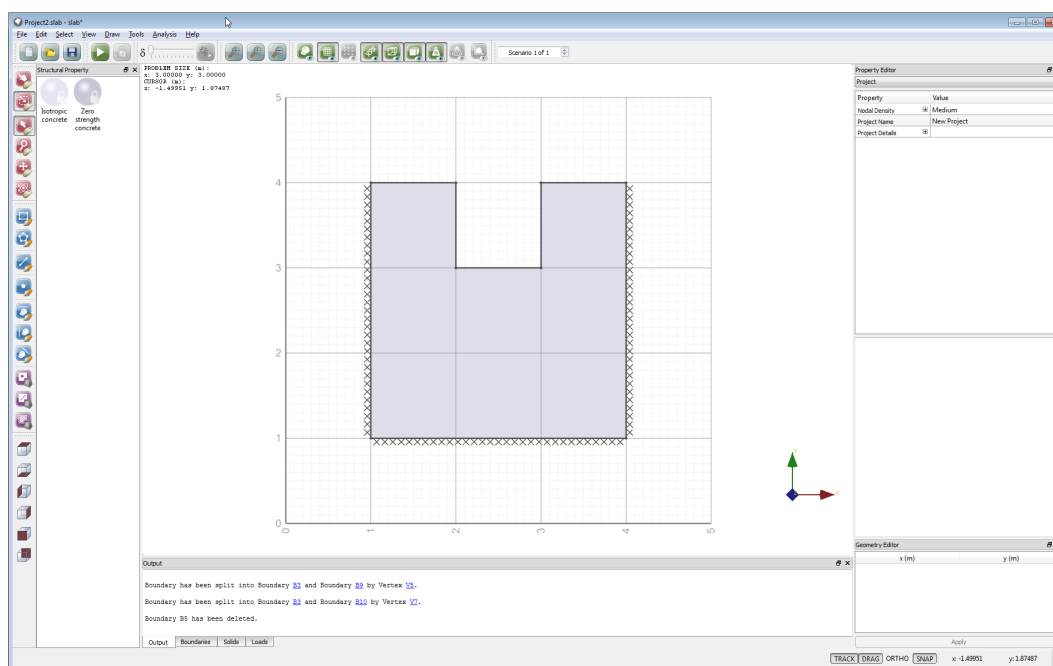 Project2.slab - slab*
File Edit Select View Draw Tools Analysis Help
δ
Scenario 1 of 1
Structural Property
Isotropic concrete
Zero strength concrete
PROBLEM SIZE (m):
x: 3.00000 y: 3.00000
CURSOR (m):
x: -1.49951 y: 1.87487
5
4
3
2
1
0
0 1 2 3 4 5
Property Editor
Project
Property Value
Nodal Density Medium
Project Name New Project
Project Details
Geometry Editor
x (m) y (m)
Apply
Output
Boundary has been split into Boundary B2 and Boundary B9 by Vertex V5.
Boundary has been split into Boundary B3 and Boundary B10 by Vertex V7.
Boundary B5 has been deleted.
Output Boundaries Solids Loads
TRACK DRAG ORTHO SNAP x: -1.49951 y: 1.87487